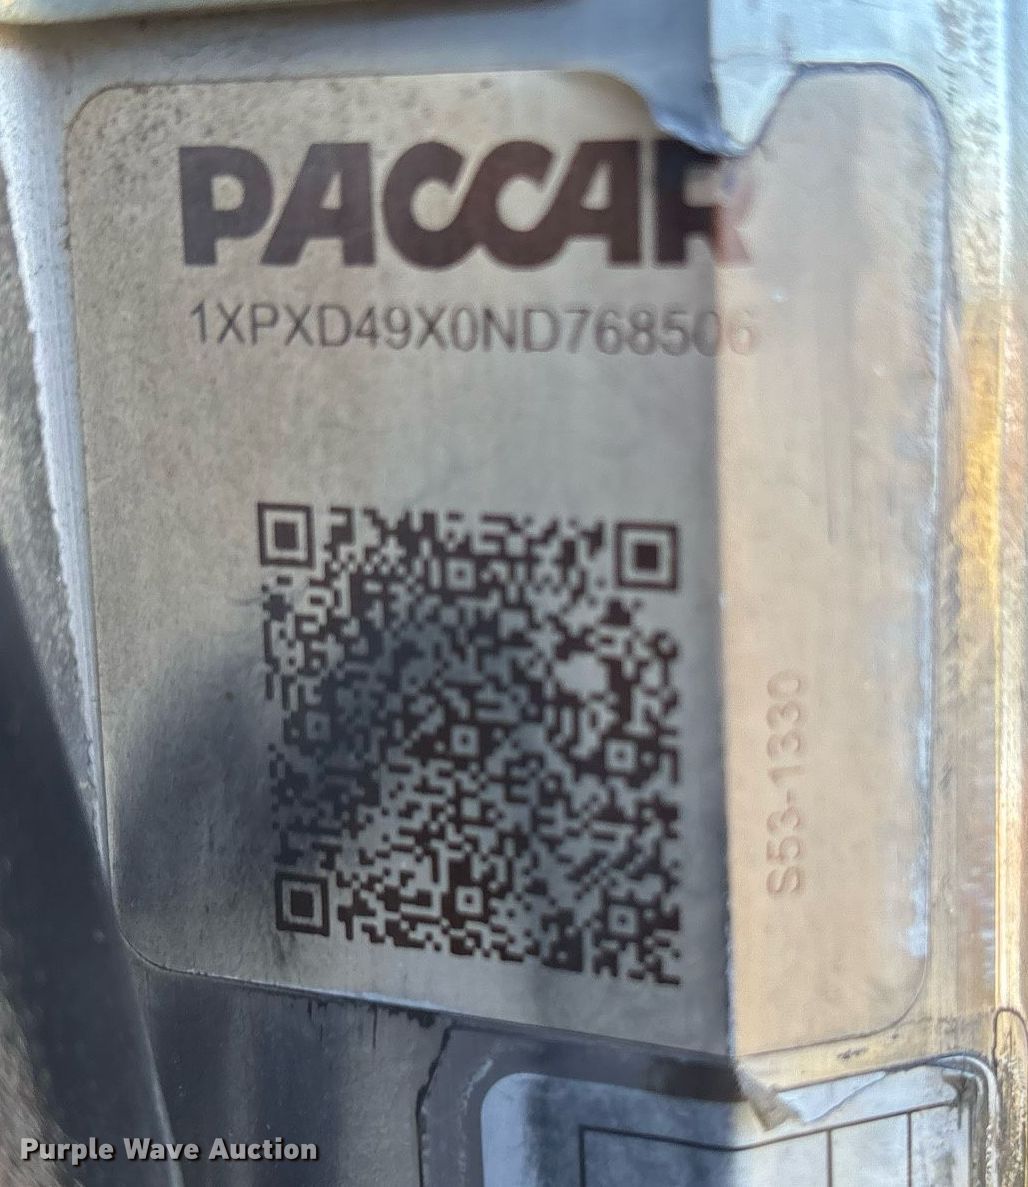 PACCAR
1XPXD49X0ND768506
S53-1330
Purple Wave Auction